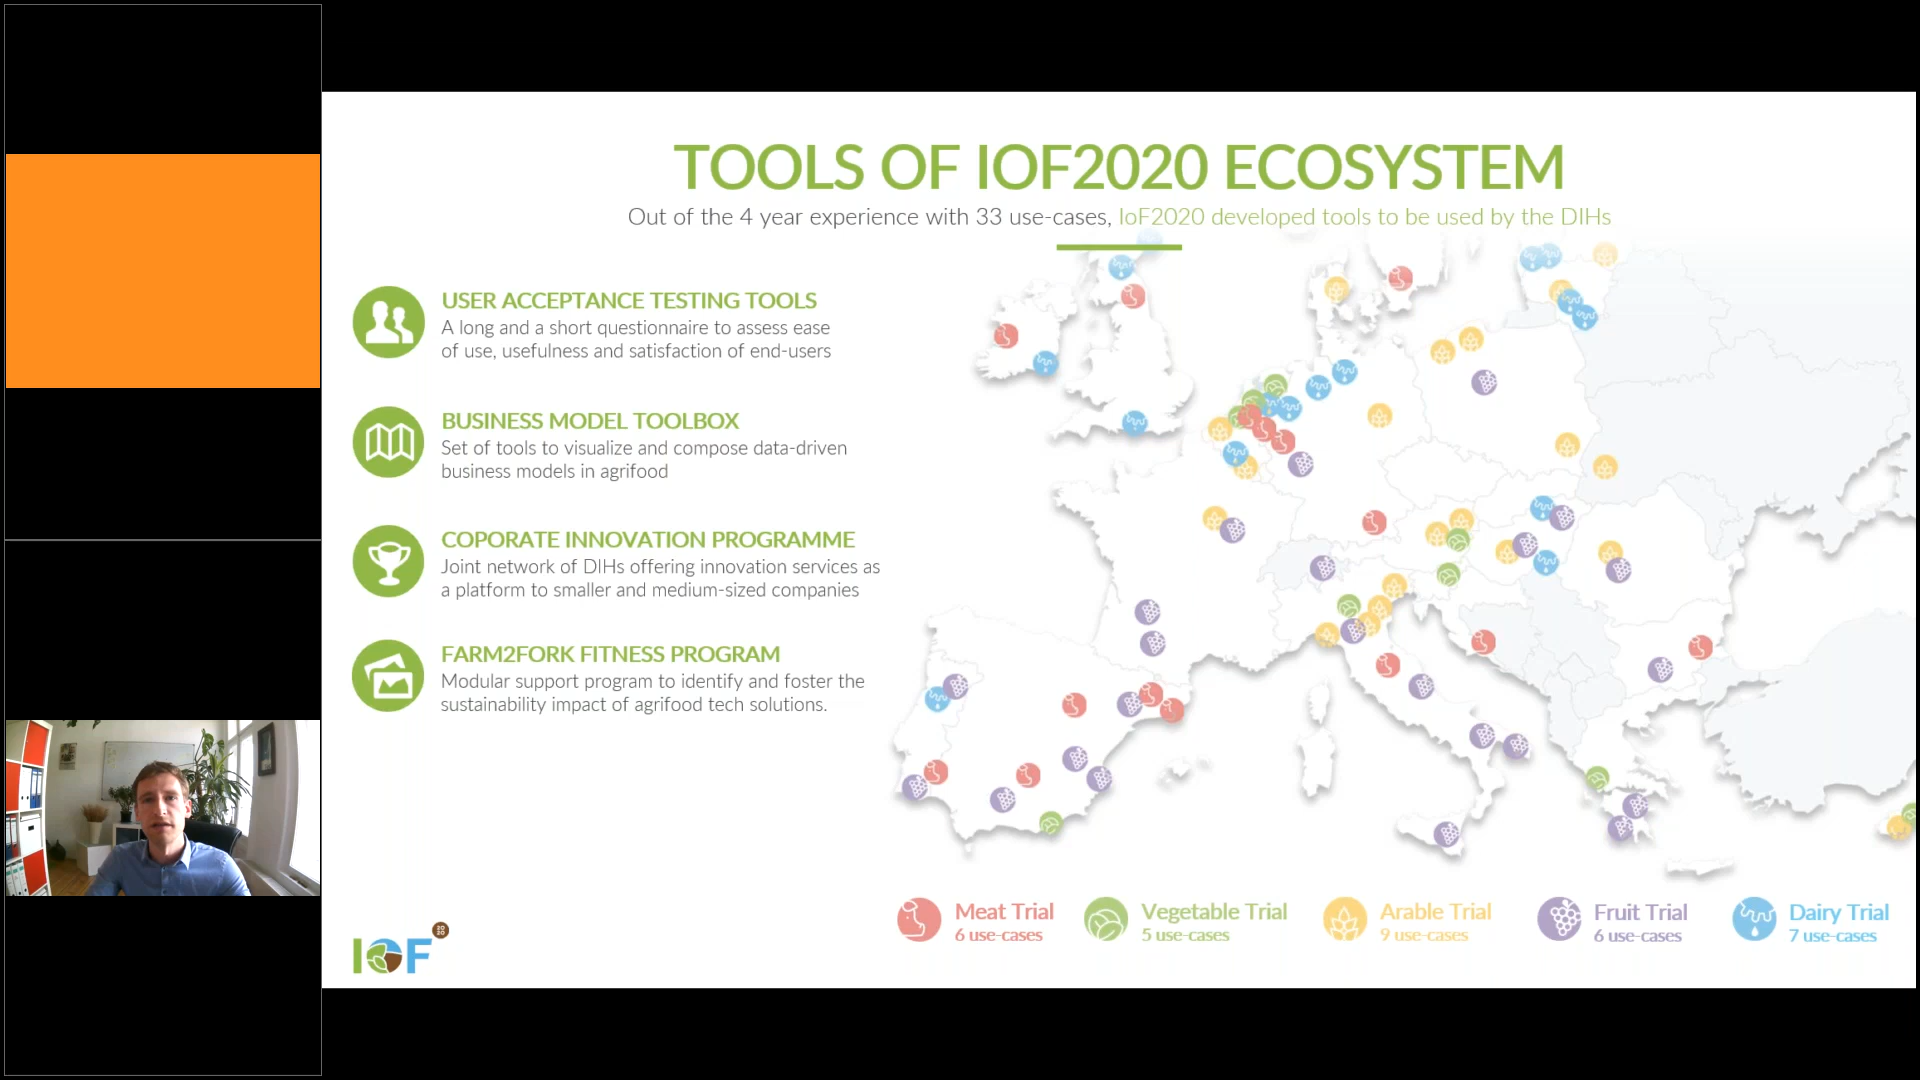 TOOLS OF IOF2020 ECOSYSTEM
Out of the 4 year experience with 33 use-cases, IoF2020 developed tools to be used by the DIHs
USER ACCEPTANCE TESTING TOOLS
A long and a short questionnaire to assess ease
of use, usefulness and satisfaction of end-users
BUSINESS MODEL TOOLBOX
Set of tools to visualize and compose data-driven
business models in agrifood
COPORATE INNOVATION PROGRAMME
Joint network of DIHs offering innovation services as
a platform to smaller and medium-sized companies
FARM2FORK FITNESS PROGRAM
Modular support program to identify and foster the
sustainability impact of agrifood tech solutions.
Meat Trial
6 use-cases
Vegetable Trial
5 use-cases
Arable Trial
9 use-cases
Fruit Trial
6 use-cases
Dairy Trial
7 use-cases
IOF
20
20